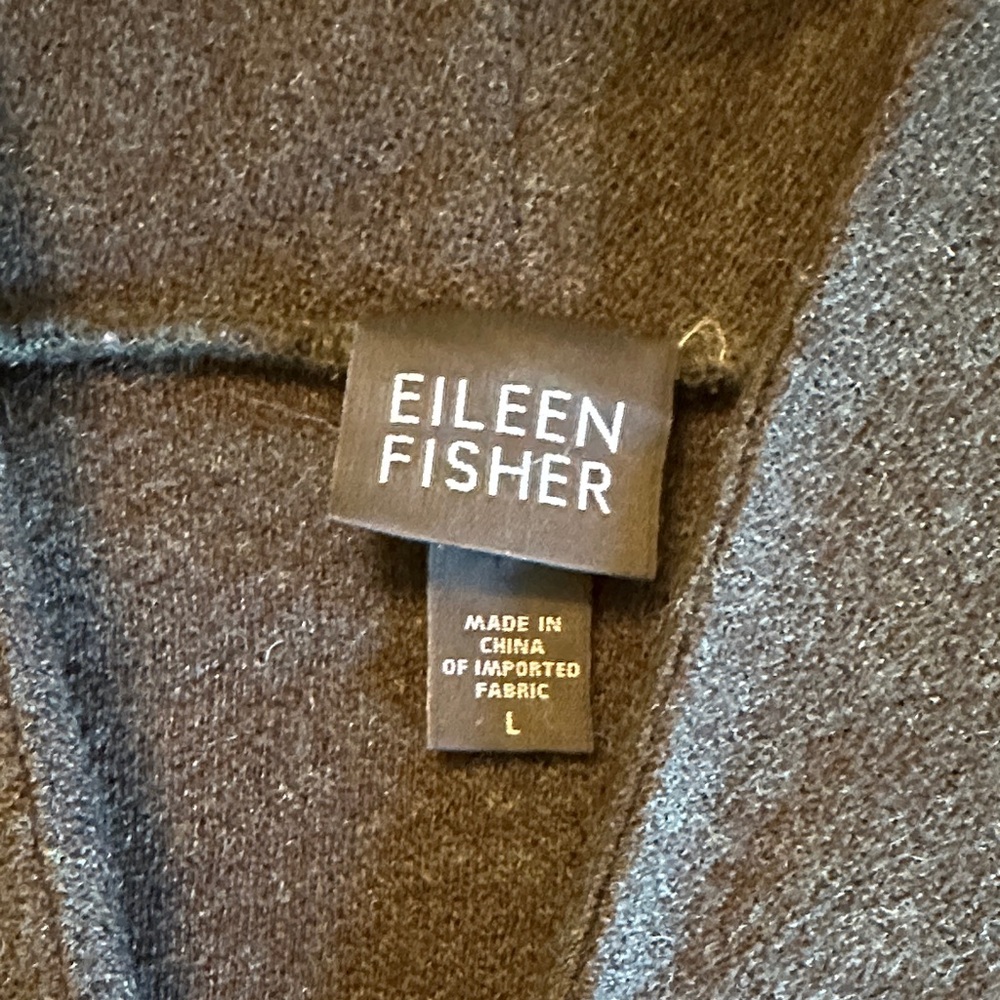 EILEEN
FISHER
MADE IN
CHINA
OF IMPORTED
FABRIC
L